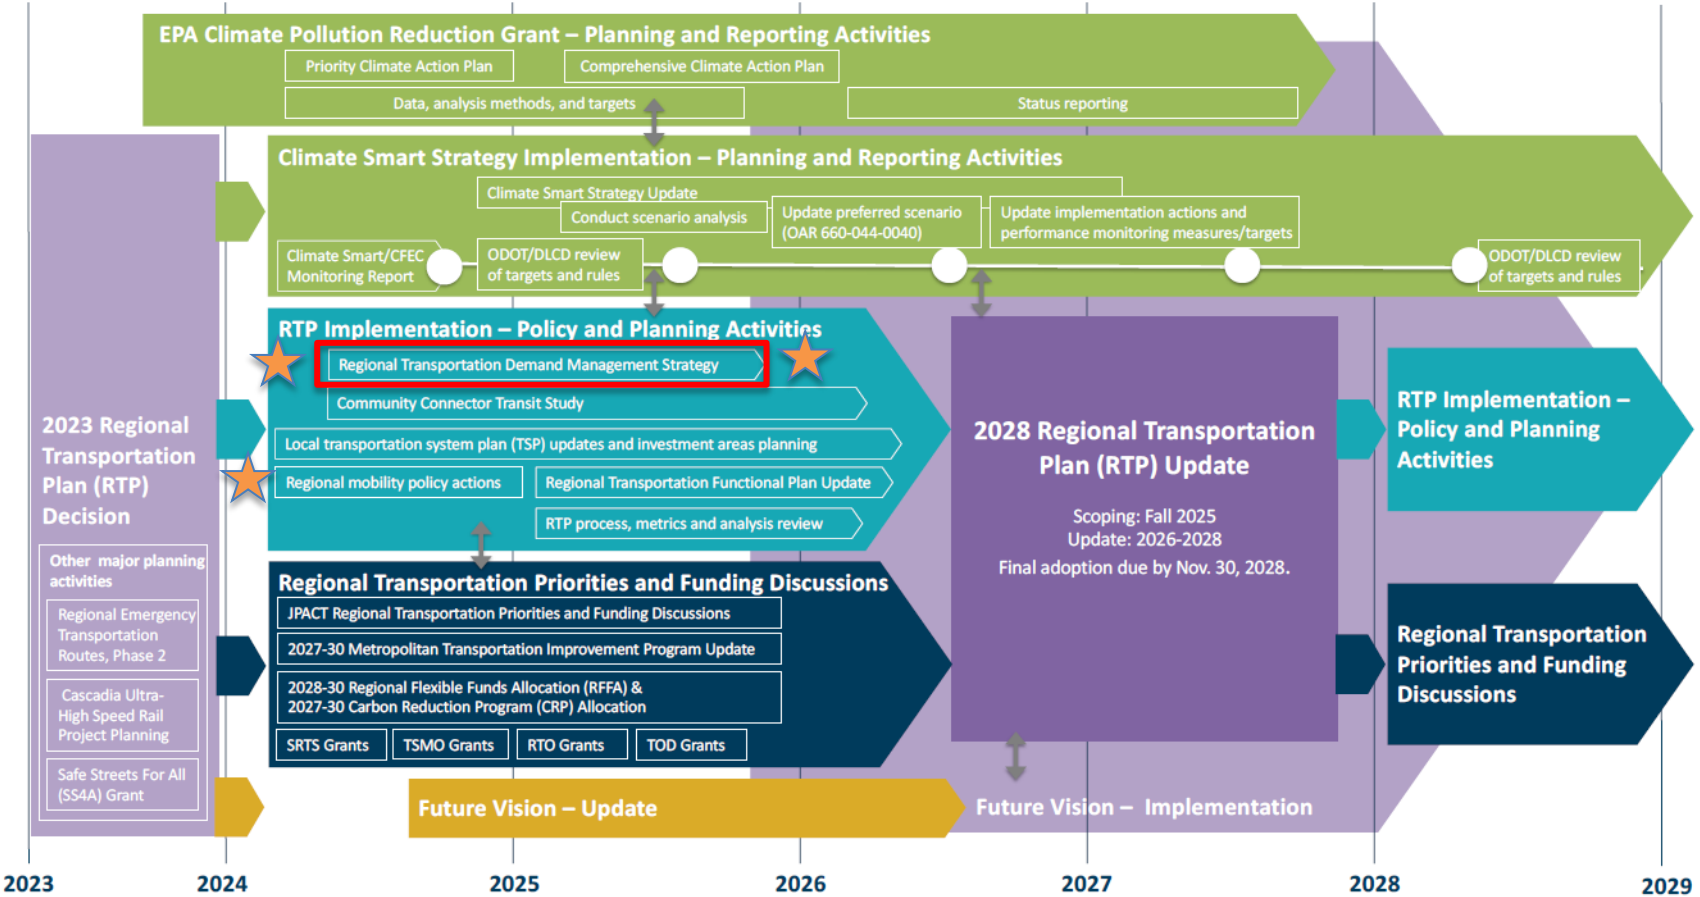 EPA Climate Pollution Reduction Grant – Planning and Reporting Activities
Priority Climate Action Plan
Comprehensive Climate Action Plan
Data, analysis methods, and targets
Status reporting
Climate Smart Strategy Implementation – Planning and Reporting Activities
Climate Smart Strategy Update
Conduct scenario analysis
Update preferred scenario
(OAR 660-044-0040)
Update implementation actions and
performance monitoring measures/targets
Climate Smart/CFEC
Monitoring Report
ODOT/DLCD review
of targets and rules
ODOT/DLCD review
of targets and rules
RTP Implementation – Policy and Planning Activities
Regional Transportation Demand Management Strategy
Community Connector Transit Study
Local transportation system plan (TSP) updates and investment areas planning
Regional mobility policy actions
Regional Transportation Functional Plan Update
RTP process, metrics and analysis review
2023 Regional
Transportation
Plan (RTP)
Decision
Other major planning
activities
Regional Emergency
Transportation
Routes, Phase 2
Cascadia Ultra-
High Speed Rail
Project Planning
Safe Streets For All
(SS4A) Grant
2028 Regional Transportation
Plan (RTP) Update
Scoping: Fall 2025
Update: 2026-2028
Final adoption due by Nov. 30, 2028.
RTP Implementation –
Policy and Planning
Activities
Regional Transportation Priorities and Funding Discussions
JPACT Regional Transportation Priorities and Funding Discussions
2027-30 Metropolitan Transportation Improvement Program Update
2028-30 Regional Flexible Funds Allocation (RFFA) &
2027-30 Carbon Reduction Program (CRP) Allocation
SRTS Grants
TSMO Grants
RTO Grants
TOD Grants
Regional Transportation
Priorities and Funding
Discussions
Future Vision – Update
Future Vision – Implementation
2023
2024
2025
2026
2027
2028
2029